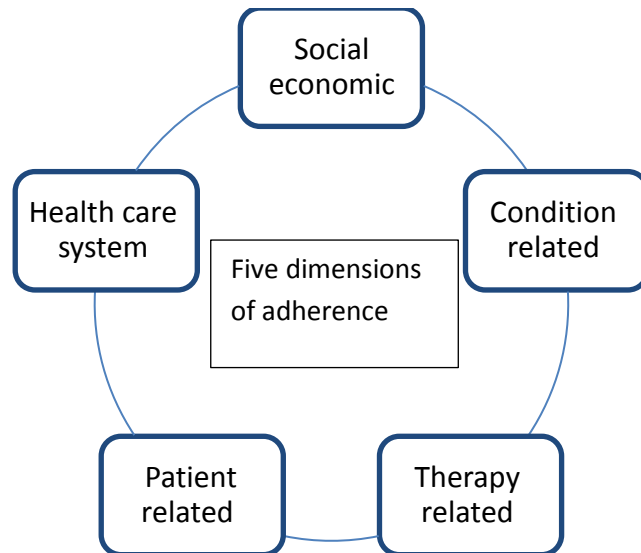 Social
economic
Health care
system
Condition
related
Five dimensions
of adherence
Patient
related
Therapy
related